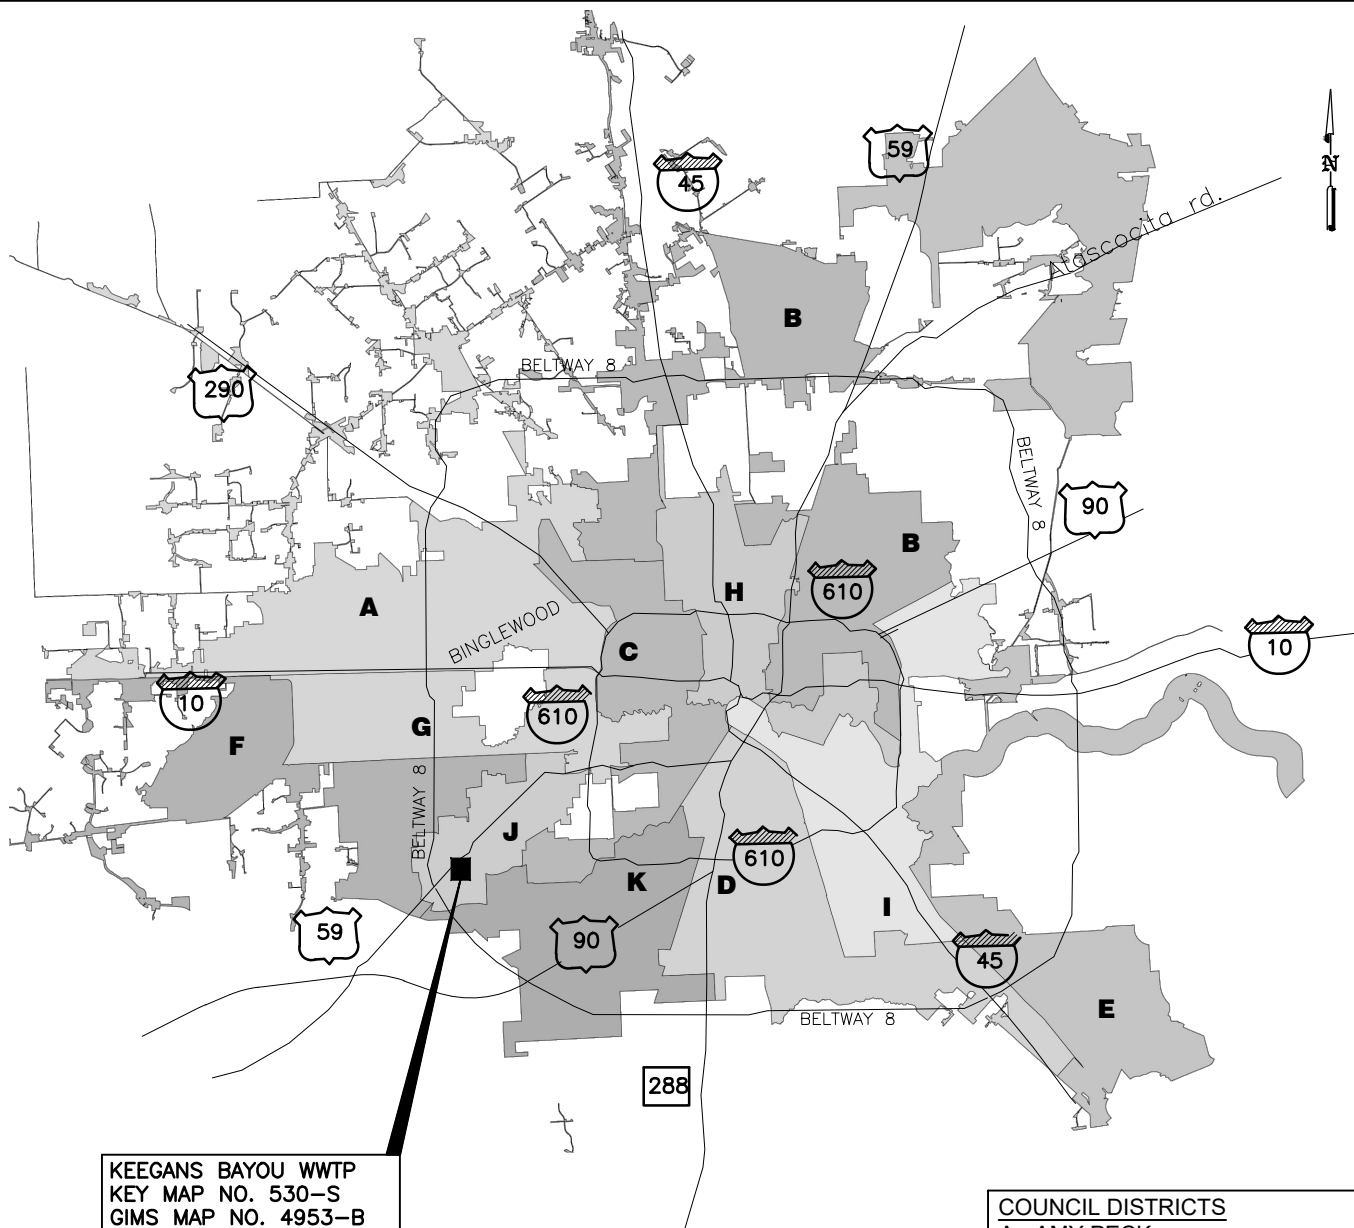 59
45
Atascocita rd.
N
B
BELTWAY 8
290
BELTWAY 8
90
B
A
H
610
BINGLEWOOD
C
10
10
610
G
F
BELTWAY 8
J
610
K
D
I
59
90
45
E
BELTWAY 8
288
KEEGANS BAYOU WWTP
KEY MAP NO. 530-S
GIMS MAP NO. 4953-B
COUNCIL DISTRICTS